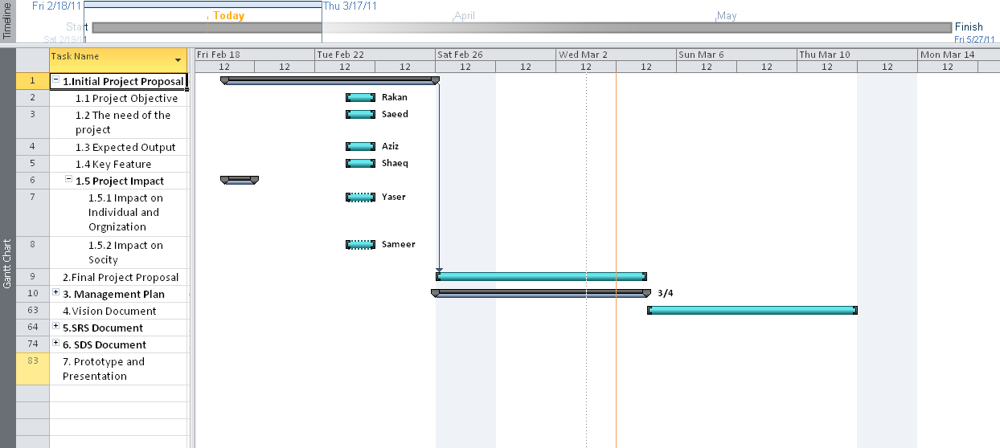 Fri 2/18/11 Thu 3/17/11
Timeline
Today April May
Start Finish
Sat 2/19/11 Fri 5/27/11
Task Name Fri Feb 18 Tue Feb 22 Sat Feb 26 Wed Mar 2 Sun Mar 6 Thu Mar 10 Mon Mar 14
12 12 12 12 12 12 12 12 12 12 12 12 12
1 1.Initial Project Proposal
2 1.1 Project Objective Rakan
3 1.2 The need of the Saeed
project
4 1.3 Expected Output Aziz
5 1.4 Key Feature Shaeq
6 1.5 Project Impact
7 1.5.1 Impact on Yaser
Individual and
Orgnization
8 1.5.2 Impact on Sameer
Socity
Gantt Chart
9 2.Final Project Proposal
10 3. Management Plan 3/4
63 4.Vision Document
64 5.SRS Document
74 6. SDS Document
83 7. Prototype and
Presentation